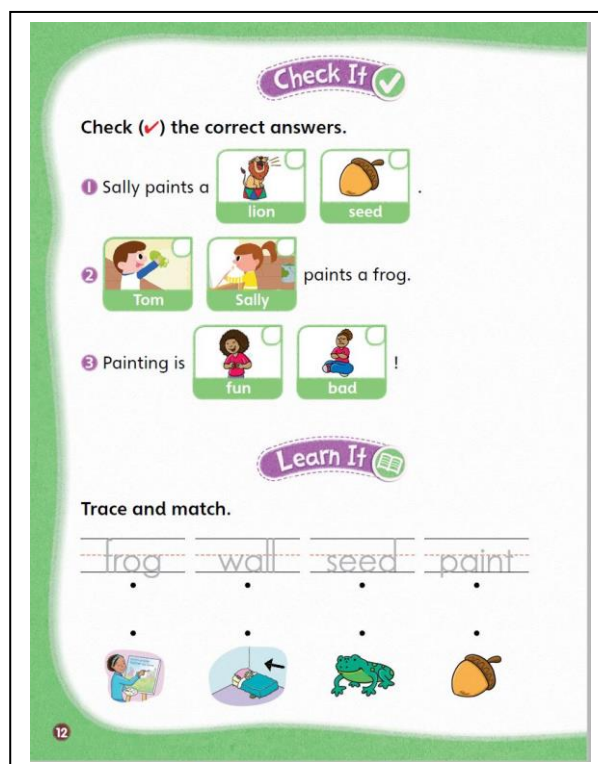 Check It
Check (✔) the correct answers.
1 Sally paints a lion seed .
2 Tom Sally paints a frog.
3 Painting is fun bad !
Learn It
Trace and match.
frog wall seed paint
12